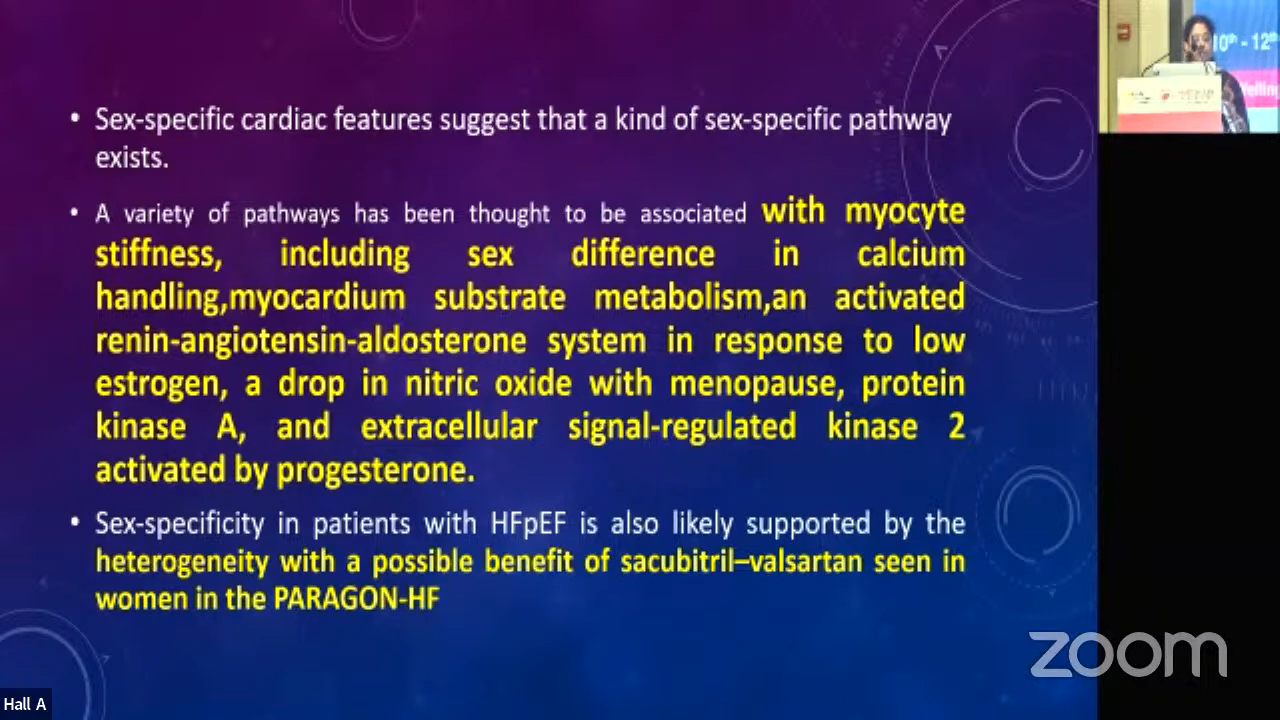 • Sex-specific cardiac features suggest that a kind of sex-specific pathway
exists.
• A variety of pathways has been thought to be associated with myocyte
stiffness, including sex difference in calcium
handling,myocardium substrate metabolism,an activated
renin-angiotensin-aldosterone system in response to low
estrogen, a drop in nitric oxide with menopause, protein
kinase A, and extracellular signal-regulated kinase 2
activated by progesterone.
• Sex-specificity in patients with HFpEF is also likely supported by the
heterogeneity with a possible benefit of sacubitril–valsartan seen in
women in the PARAGON-HF
10th - 12th
zoom
Hall A